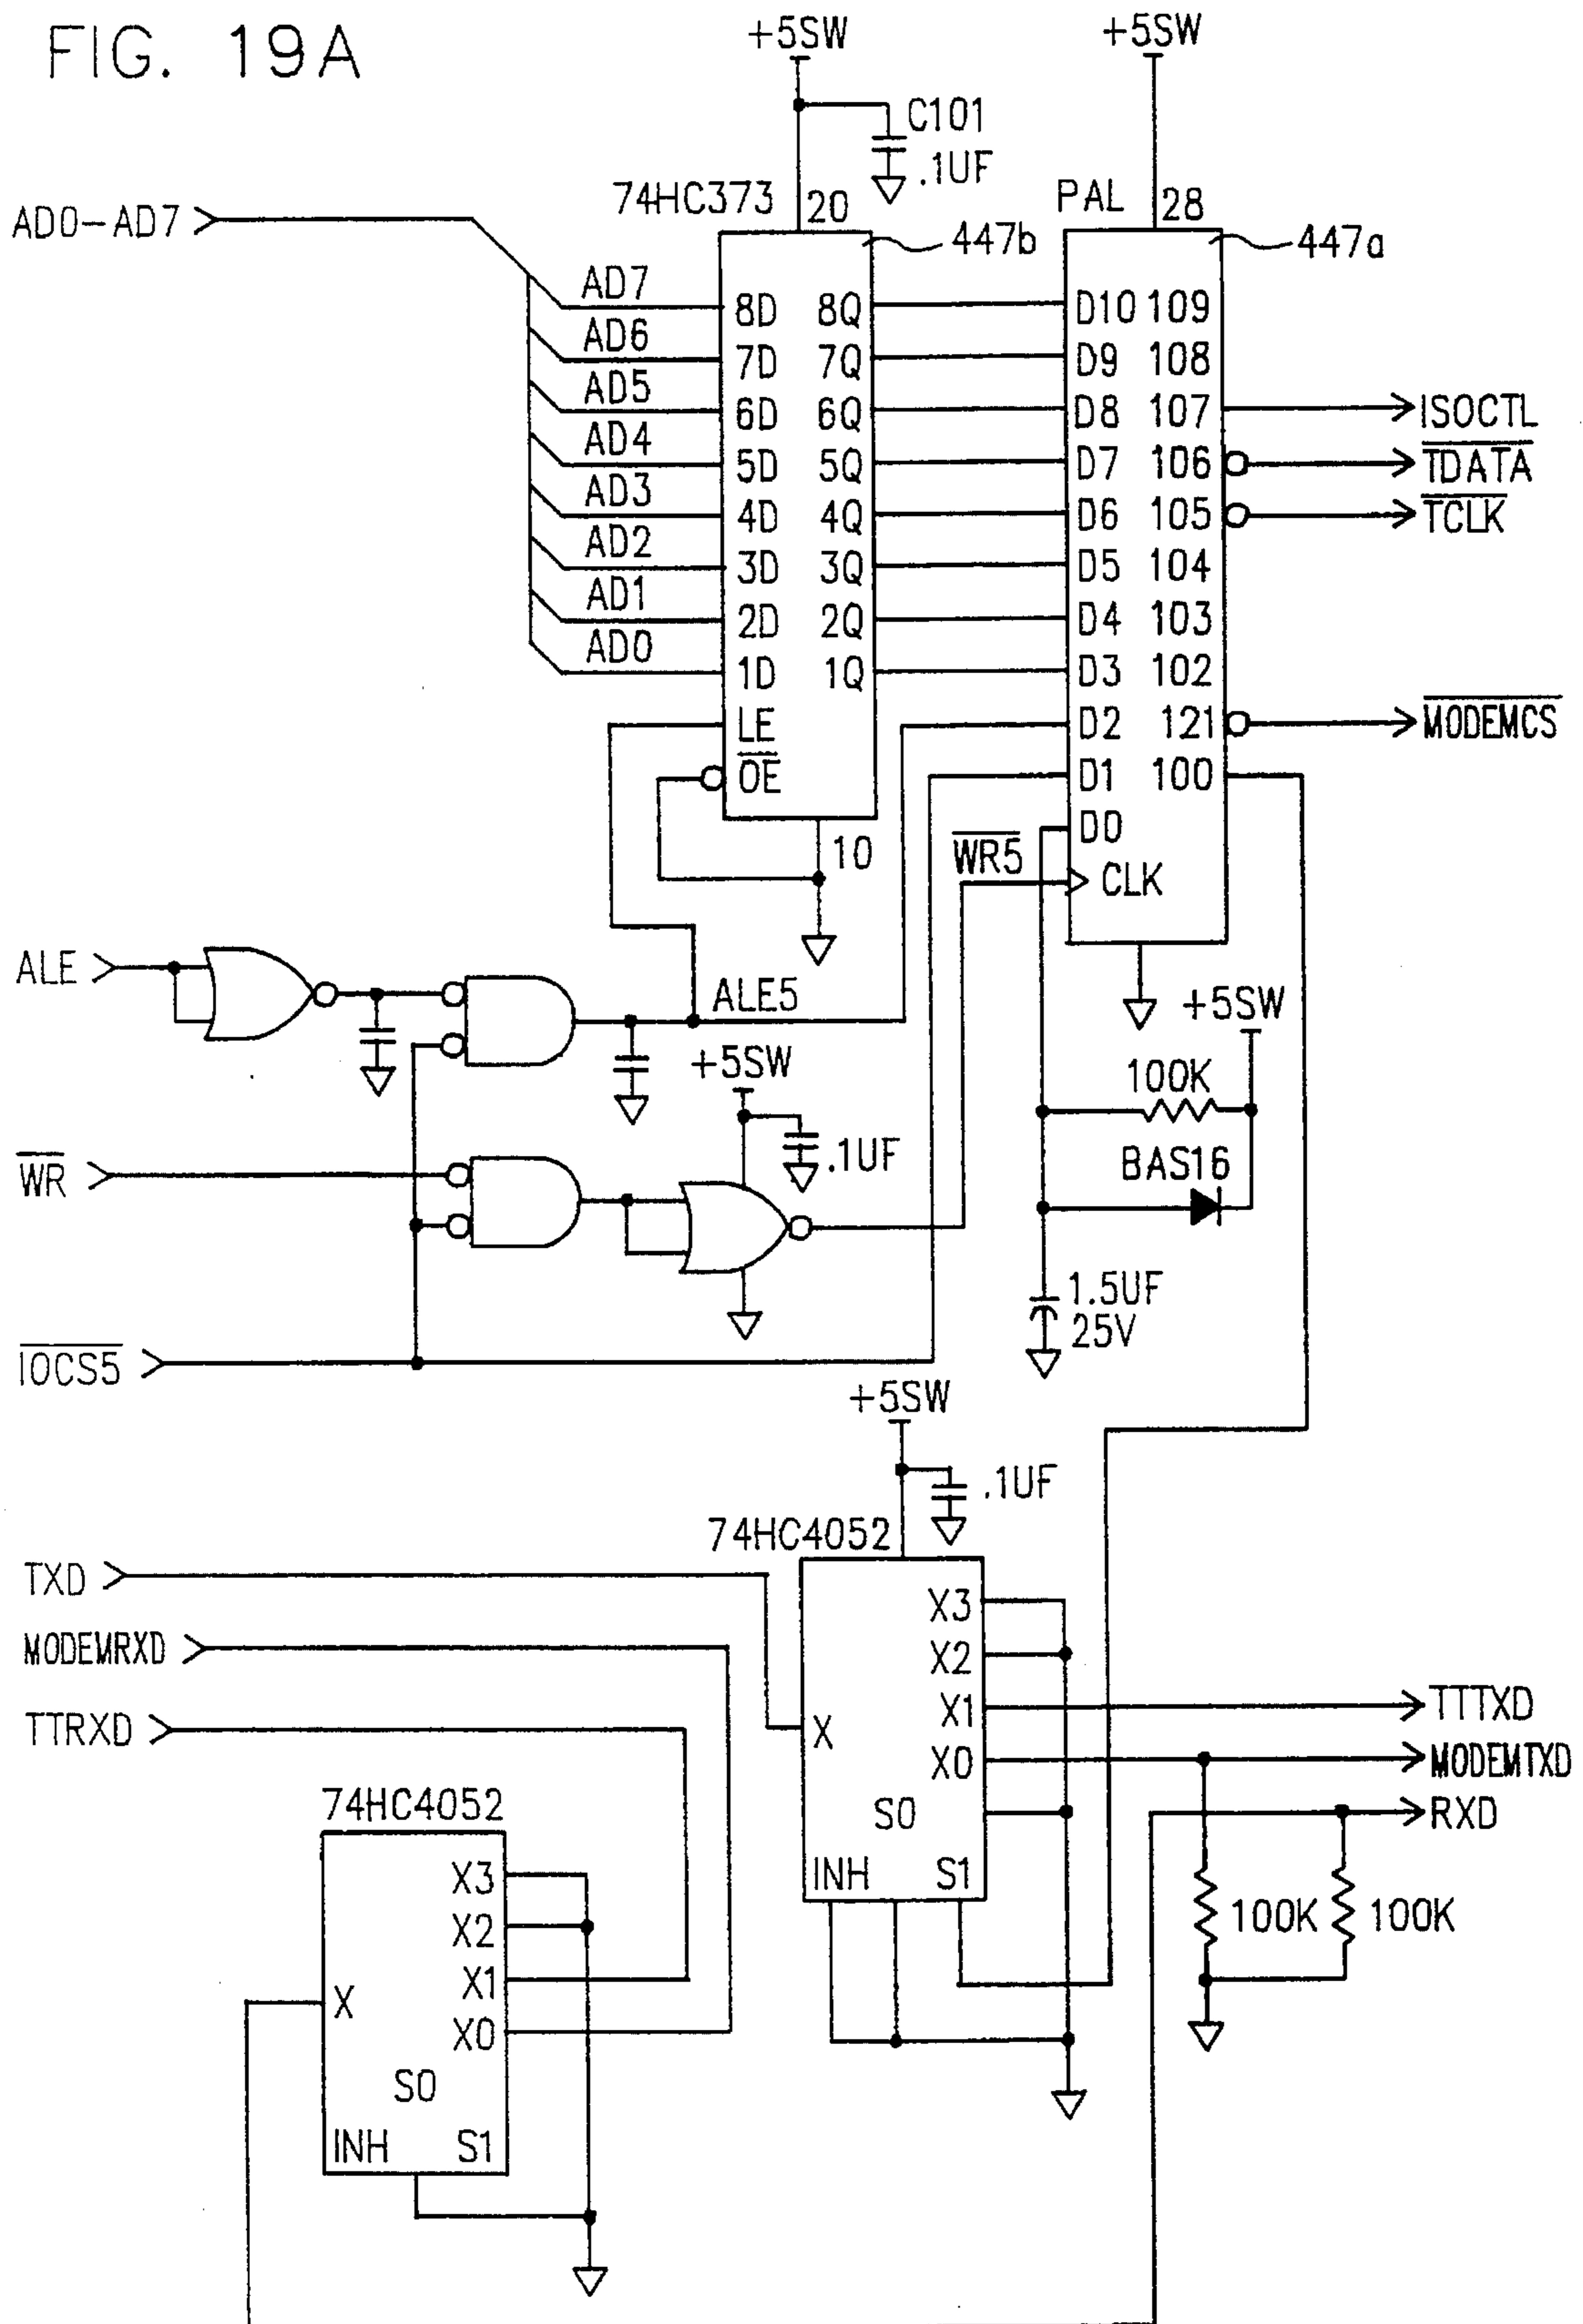 FIG. 19A
+5SW
+5SW
C101
.1UF
74HC373
20
PAL
28
AD0-AD7
447b
447a
AD7
8D 8Q
D10 109
AD6
7D 7Q
D9 108
AD5
6D 6Q
D8 107
ISOCTL
AD4
5D 5Q
D7 106
TDATA
AD3
4D 4Q
D6 105
TCLK
AD2
3D 3Q
D5 104
AD1
2D 2Q
D4 103
AD0
1D 1Q
D3 102
LE
D2 121
MODEMCS
OE
D1 100
D0
10
WR5
CLK
ALE
ALE5
+5SW
+5SW
100K
.1UF
WR
BAS16
1.5UF
25V
IOCS5
+5SW
.1UF
74HC4052
TXD
X3
MODEMRXD
X2
TTRXD
X
X1
TTTXD
X0
MODEMTXD
74HC4052
S0
RXD
INH S1
X3
100K
100K
X2
X1
X
X0
S0
INH S1